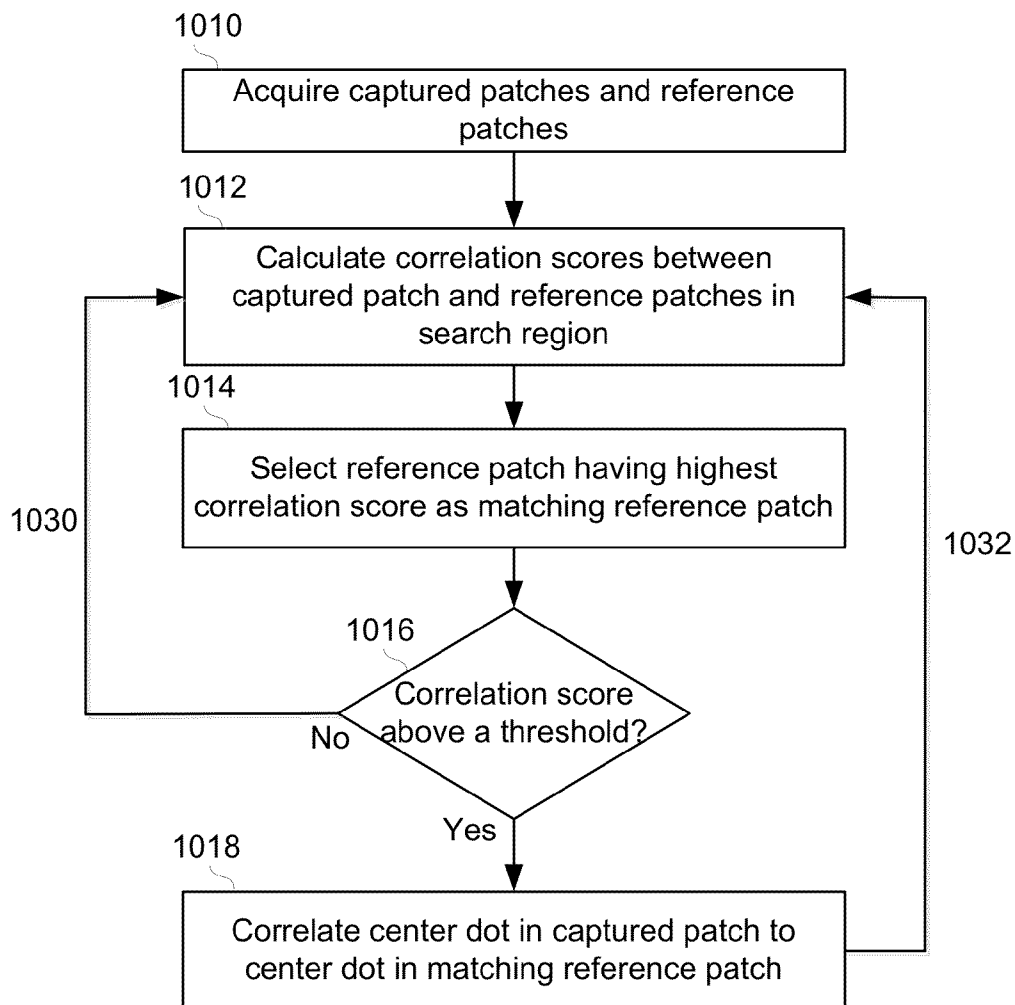 1010
Acquire captured patches and reference
patches
1012
Calculate correlation scores between
captured patch and reference patches in
search region
1014
Select reference patch having highest
correlation score as matching reference patch
1030
1032
1016
Correlation score
above a threshold?
No
Yes
1018
Correlate center dot in captured patch to
center dot in matching reference patch